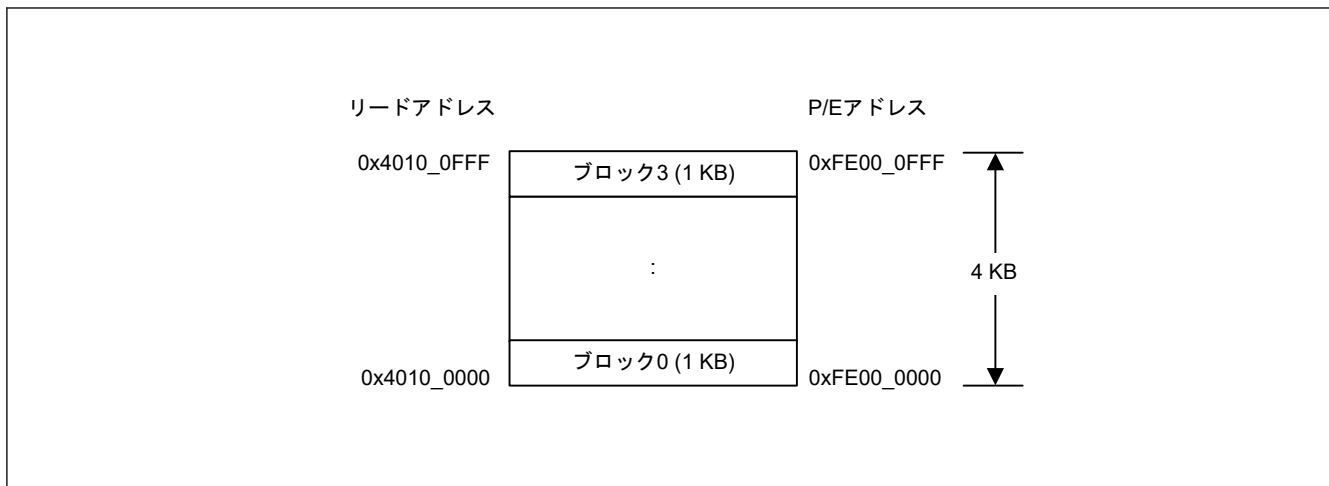 リードアドレス P/Eアドレス
0x4010_0FFF ブロック3 (1 KB) 0xFE00_0FFF
:
4 KB
ブロック0 (1 KB)
0x4010_0000 0xFE00_0000